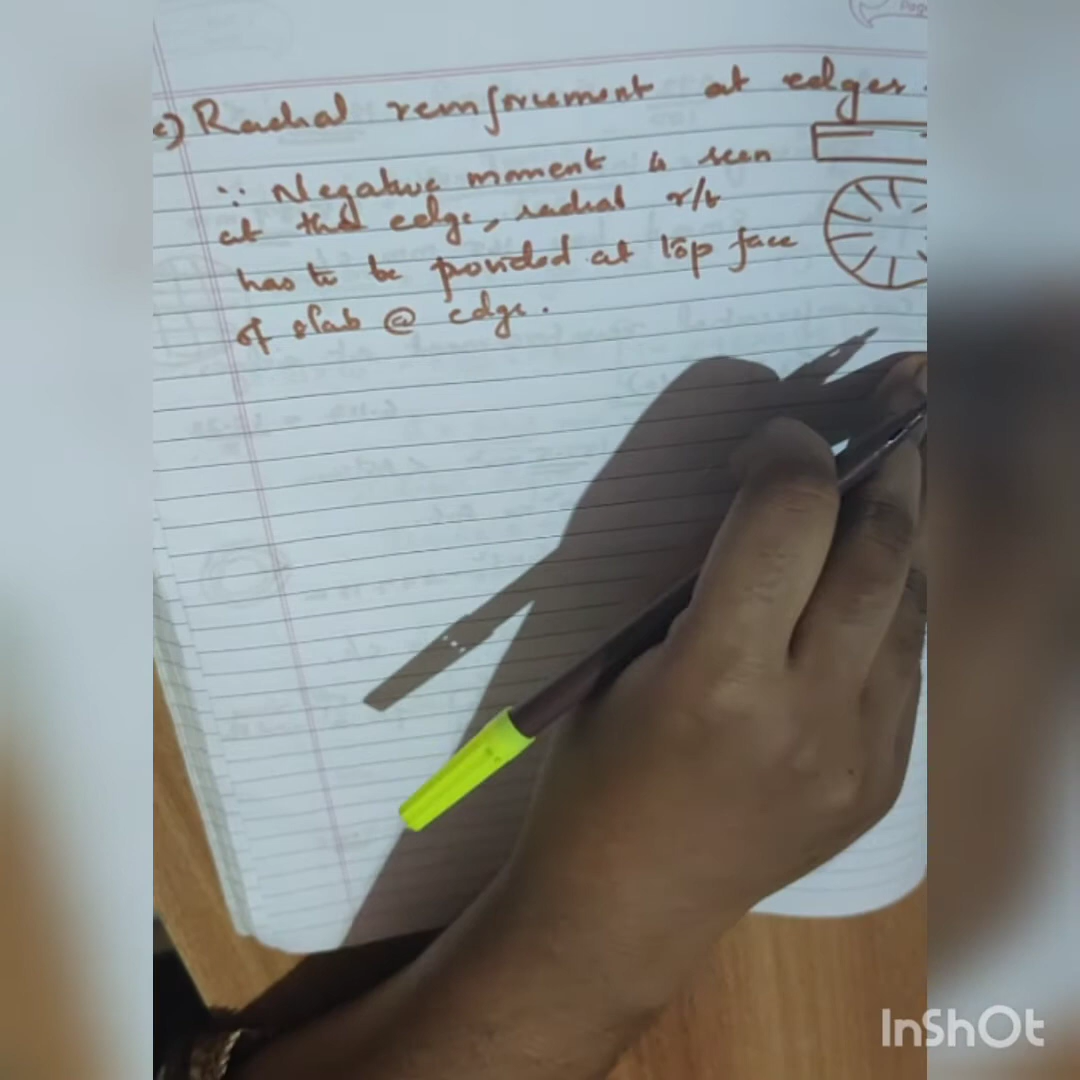 c) Radial reinforcement at edges.
∵ Negative moment is seen
at the edge, radial r/t
has to be provided at top face
of slab @ edge.
InShOt